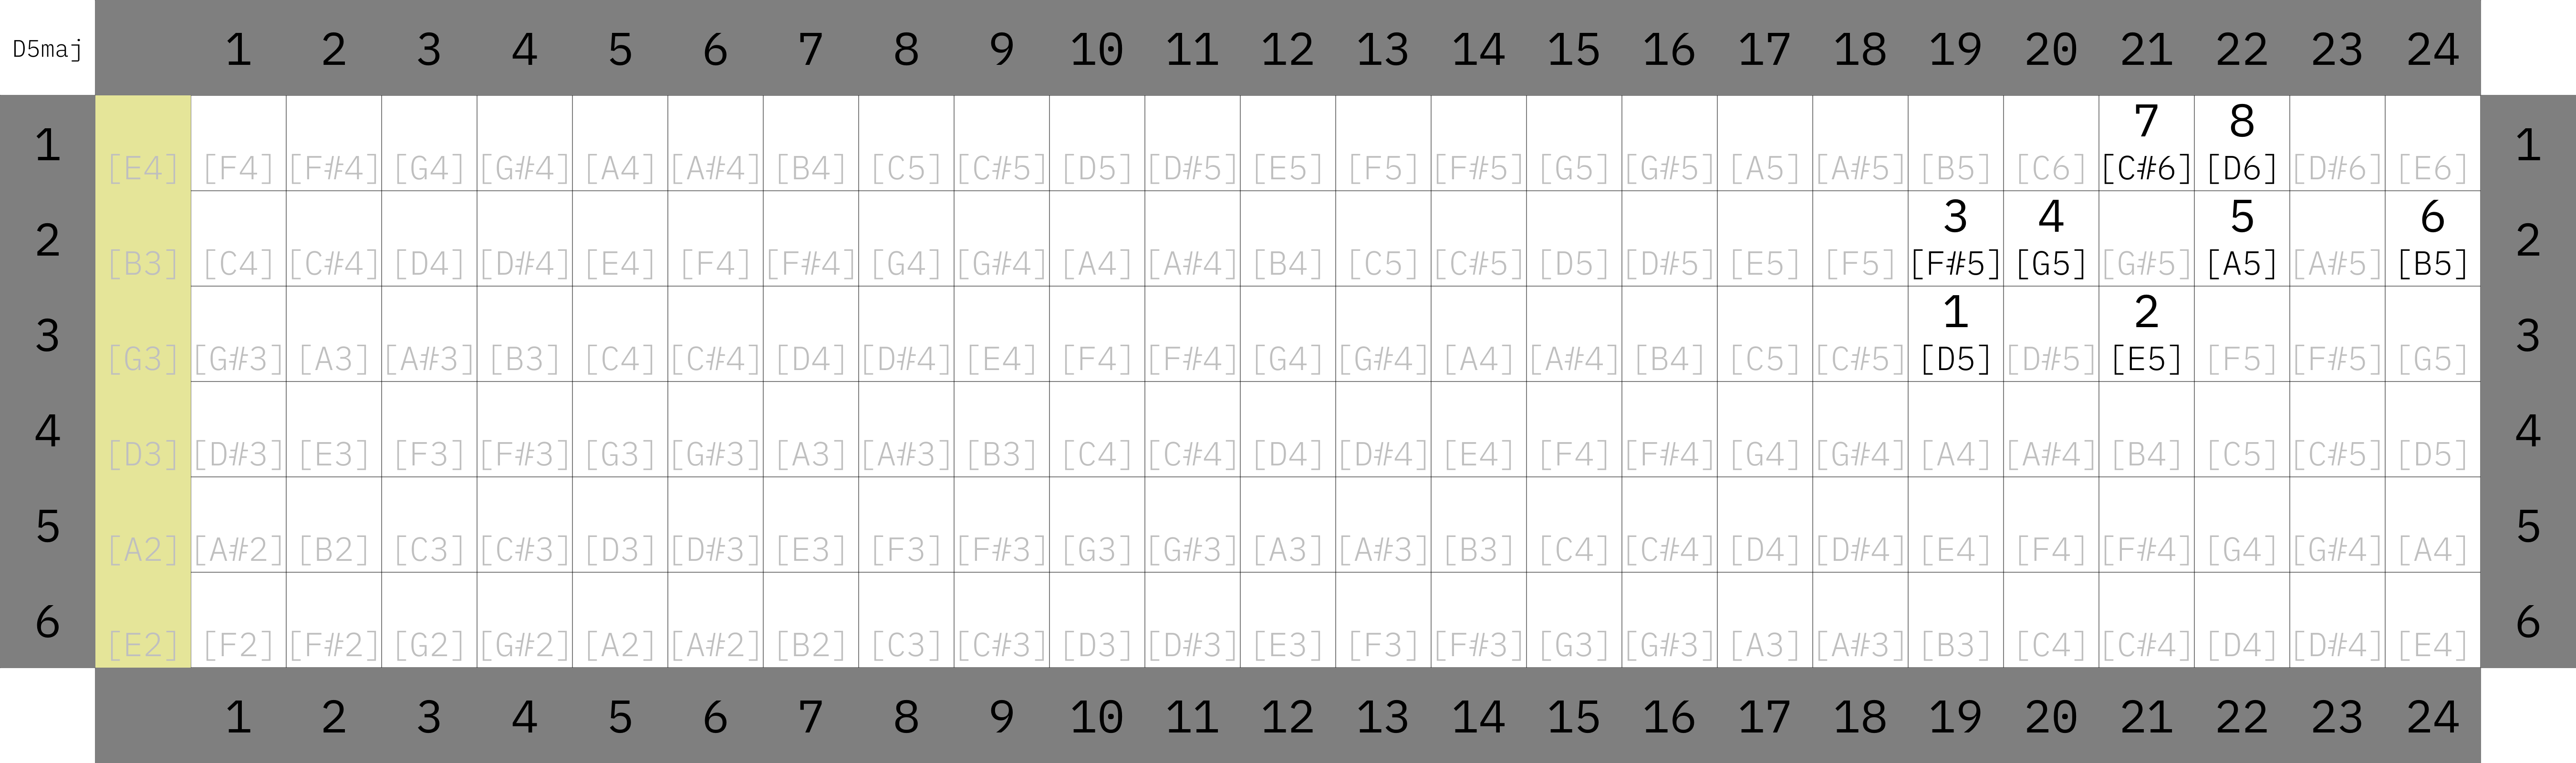 D5maj 1 2 3 4 5 6 7 8 9 10 11 12 13 14 15 16 17 18 19 20 21 22 23 24
7 8
1 [E4] [F4] [F#4] [G4] [G#4] [A4] [A#4] [B4] [C5] [C#5] [D5] [D#5] [E5] [F5] [F#5] [G5] [G#5] [A5] [A#5] [B5] [C6] [C#6] [D6] [D#6] [E6] 1
3 4 5 6
2 [B3] [C4] [C#4] [D4] [D#4] [E4] [F4] [F#4] [G4] [G#4] [A4] [A#4] [B4] [C5] [C#5] [D5] [D#5] [E5] [F5] [F#5] [G5] [G#5] [A5] [A#5] [B5] 2
1 2
3 [G3] [G#3] [A3] [A#3] [B3] [C4] [C#4] [D4] [D#4] [E4] [F4] [F#4] [G4] [G#4] [A4] [A#4] [B4] [C5] [C#5] [D5] [D#5] [E5] [F5] [F#5] [G5] 3
4 [D3] [D#3] [E3] [F3] [F#3] [G3] [G#3] [A3] [A#3] [B3] [C4] [C#4] [D4] [D#4] [E4] [F4] [F#4] [G4] [G#4] [A4] [A#4] [B4] [C5] [C#5] [D5] 4
5 [A2] [A#2] [B2] [C3] [C#3] [D3] [D#3] [E3] [F3] [F#3] [G3] [G#3] [A3] [A#3] [B3] [C4] [C#4] [D4] [D#4] [E4] [F4] [F#4] [G4] [G#4] [A4] 5
6 [E2] [F2] [F#2] [G2] [G#2] [A2] [A#2] [B2] [C3] [C#3] [D3] [D#3] [E3] [F3] [F#3] [G3] [G#3] [A3] [A#3] [B3] [C4] [C#4] [D4] [D#4] [E4] 6
1 2 3 4 5 6 7 8 9 10 11 12 13 14 15 16 17 18 19 20 21 22 23 24